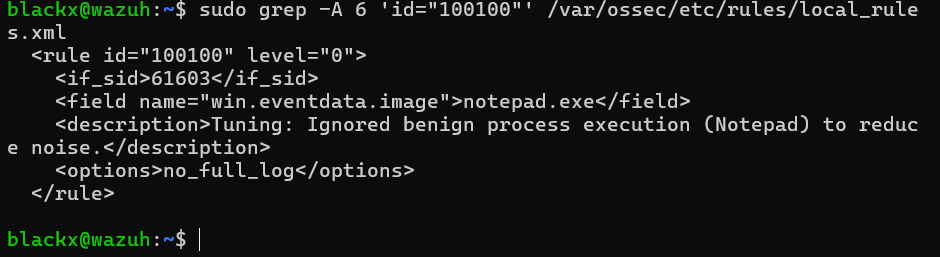 blackx@wazuh:~$ sudo grep -A 6 'id="100100"' /var/ossec/etc/rules/local_rule
s.xml
  <rule id="100100" level="0">
    <if_sid>61603</if_sid>
    <field name="win.eventdata.image">notepad.exe</field>
    <description>Tuning: Ignored benign process execution (Notepad) to reduc
e noise.</description>
    <options>no_full_log</options>
  </rule>
blackx@wazuh:~$